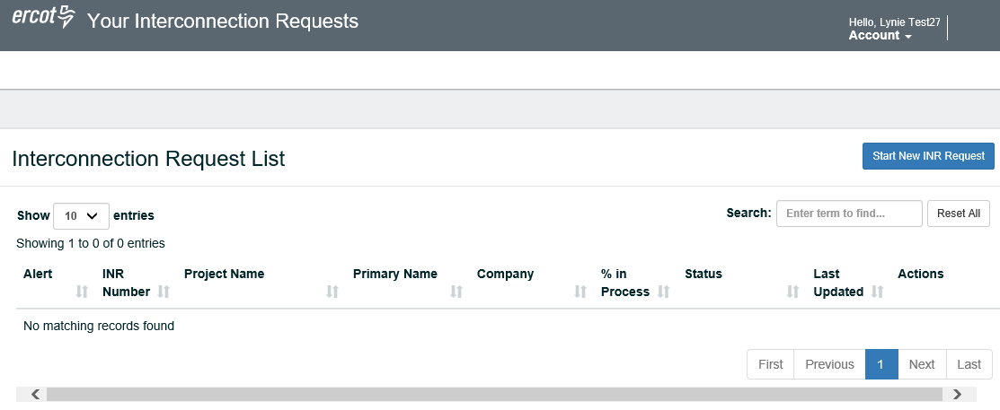 ercot
Your Interconnection Requests
Hello, Lynie Test27
Account
Interconnection Request List
Start New INR Request
Show 10 entries
Search: Enter term to find... Reset All
Showing 1 to 0 of 0 entries
Alert INR Project Name Primary Name Company % in Status Last Actions
Number Process Updated
No matching records found
First Previous 1 Next Last